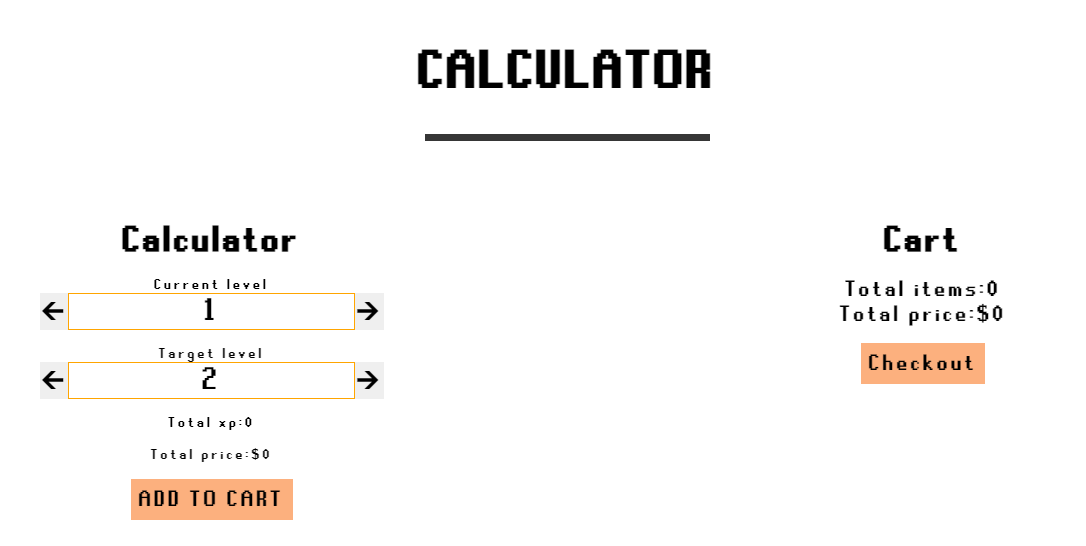 CALCULATOR
Calculator
Current level
1
Target level
2
Total xp:0
Total price:$0
ADD TO CART
Cart
Total items:0
Total price:$0
Checkout